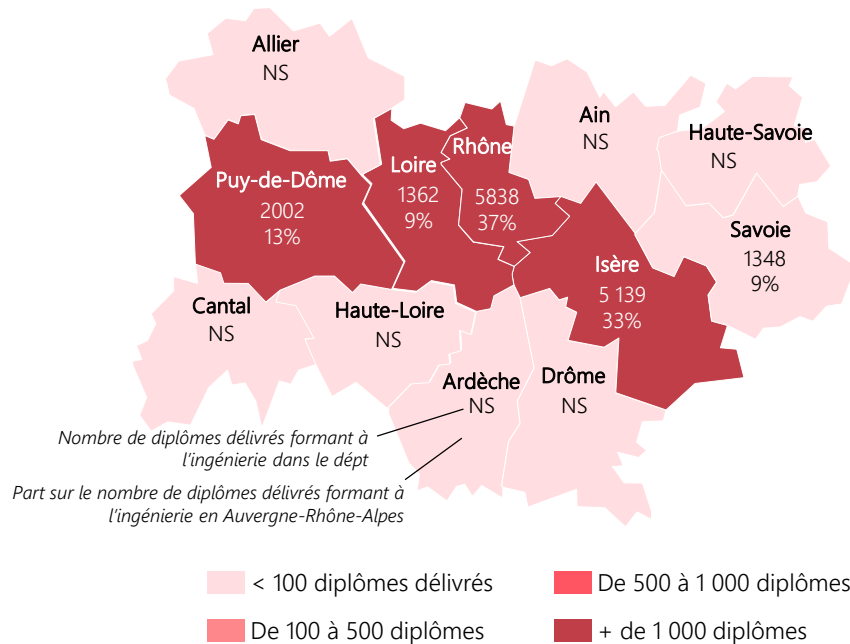 Allier
NS
Ain
NS
Haute-Savoie
NS
Puy-de-Dôme
2002
13%
Loire
1362
9%
Rhône
5838
37%
Savoie
1348
9%
Isère
5 139
33%
Cantal
NS
Haute-Loire
NS
Ardèche
NS
Drôme
NS
Nombre de diplômes délivrés formant à
l'ingénierie dans le dépt
Part sur le nombre de diplômes délivrés formant à
l'ingénierie en Auvergne-Rhône-Alpes
< 100 diplômes délivrés
De 500 à 1 000 diplômes
De 100 à 500 diplômes
+ de 1 000 diplômes